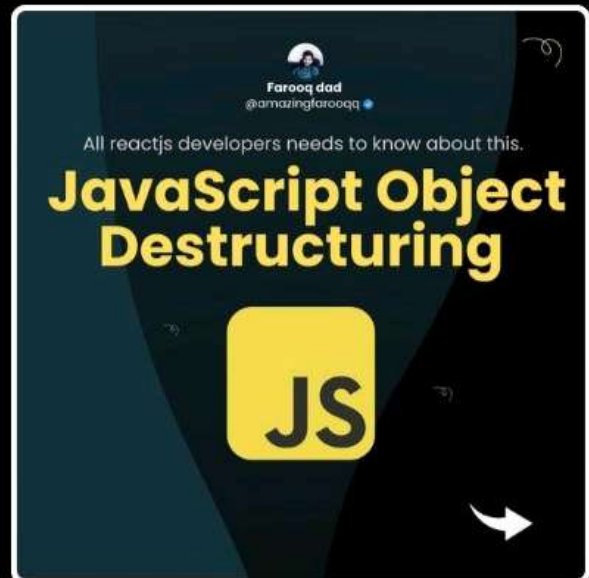 Farooq dad
@amazingfarooqq
All reactjs developers needs to know about this.
JavaScript Object
Destructuring
JS